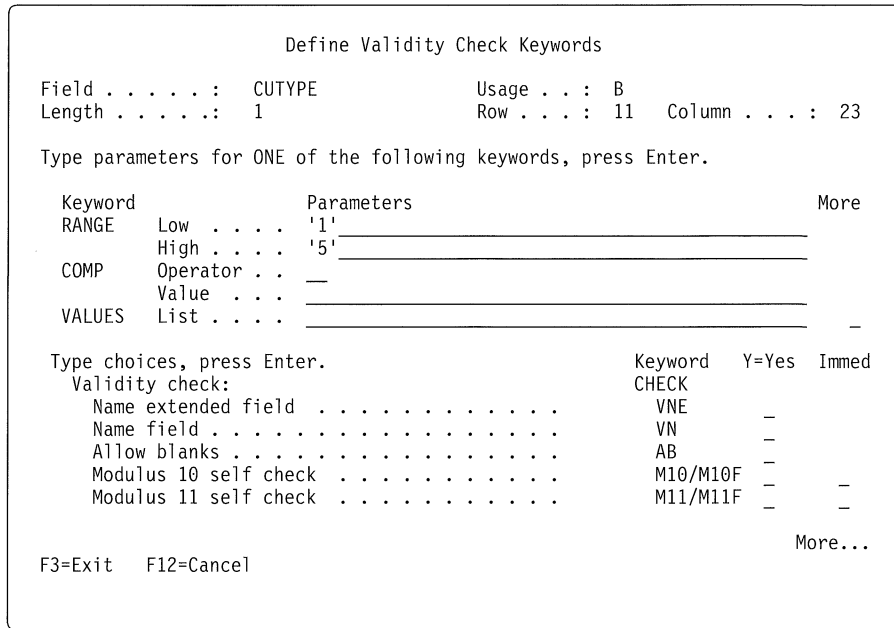 Define Validity Check Keywords
Field . . . . . : CUTYPE Usage . . : B
Length . . . . .: 1 Row . . . : 11 Column . . . : 23
Type parameters for ONE of the following keywords, press Enter.
Keyword Parameters More
RANGE Low . . . . '1'
High . . . . '5'
COMP Operator . . __
Value . . .
VALUES List . . . . _
Type choices, press Enter. Keyword Y=Yes Immed
Validity check: CHECK
Name extended field . . . . . . . . . . . . VNE _
Name field . . . . . . . . . . . . . . . . . VN _
Allow blanks . . . . . . . . . . . . . . . . AB _
Modulus 10 self check . . . . . . . . . . . M10/M10F _ _
Modulus 11 self check . . . . . . . . . . . M11/M11F _ _
More...
F3=Exit F12=Cancel